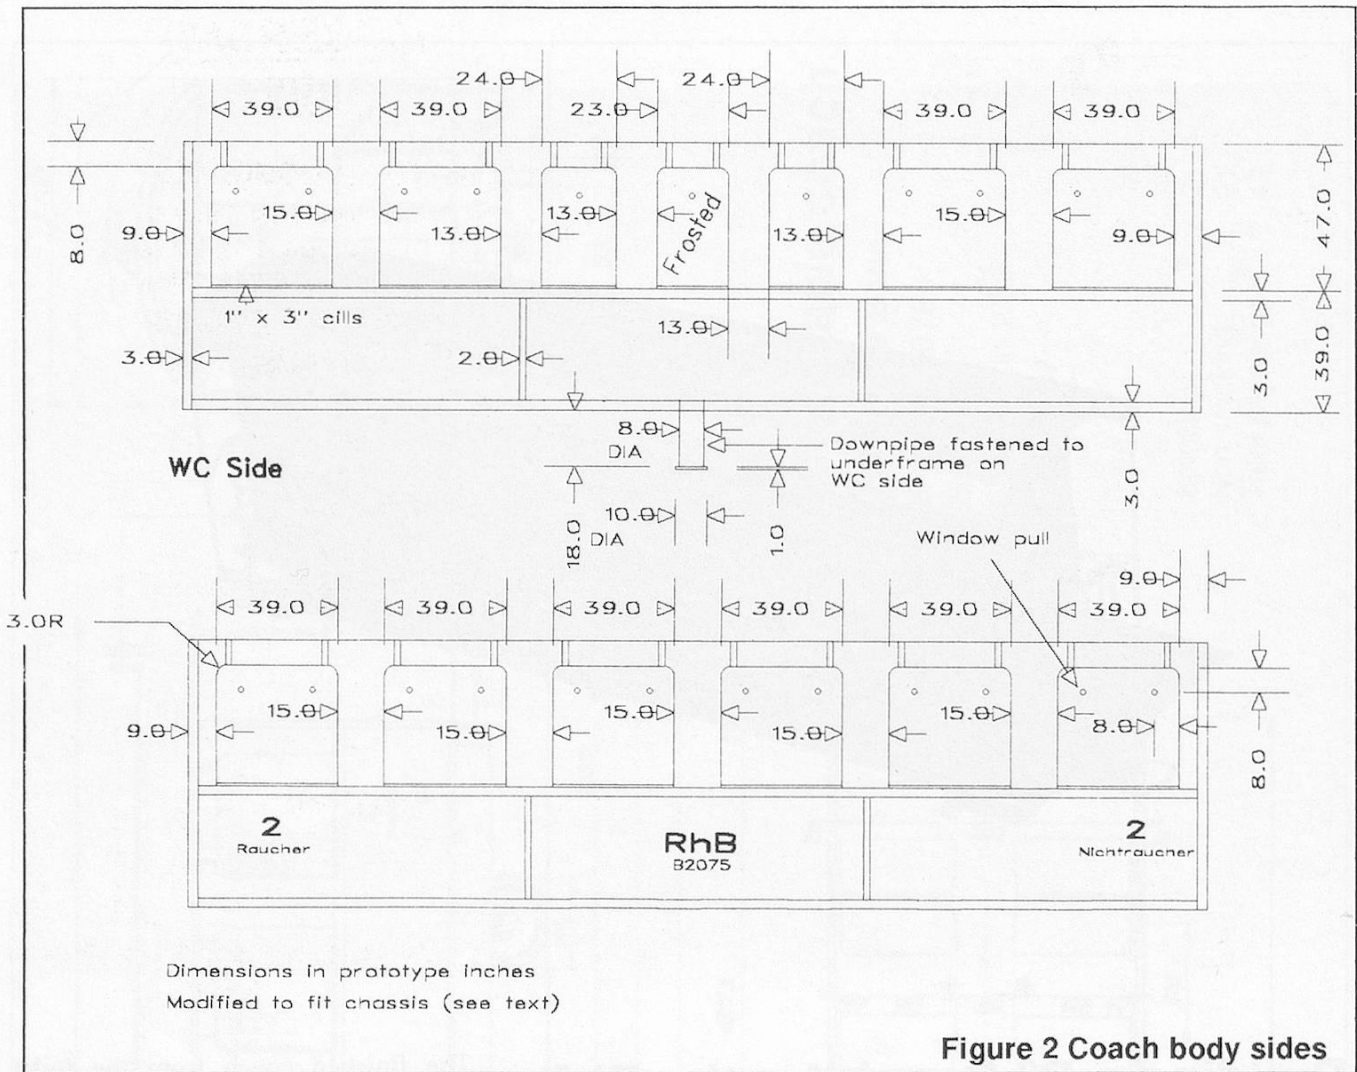 24.0 24.0
39.0 39.0 23.0 39.0 39.0
15.0 13.0 Frosted 15.0
8.0 9.0 13.0 13.0 9.0 47.0
1" x 3" cills
13.0
3.0 2.0 3.0 39.0
8.0
DIA
Downpipe fastened to
underframe on
WC side
WC Side
3.0
10.0
DIA
18.0 1.0
Window pull
9.0
39.0 39.0 39.0 39.0 39.0 39.0
3.0R
15.0 15.0 15.0
9.0 15.0 15.0 8.0
8.0
2
Raucher
RhB
B2075
2
Nichtraucher
Dimensions in prototype inches
Modified to fit chassis (see text)
Figure 2 Coach body sides